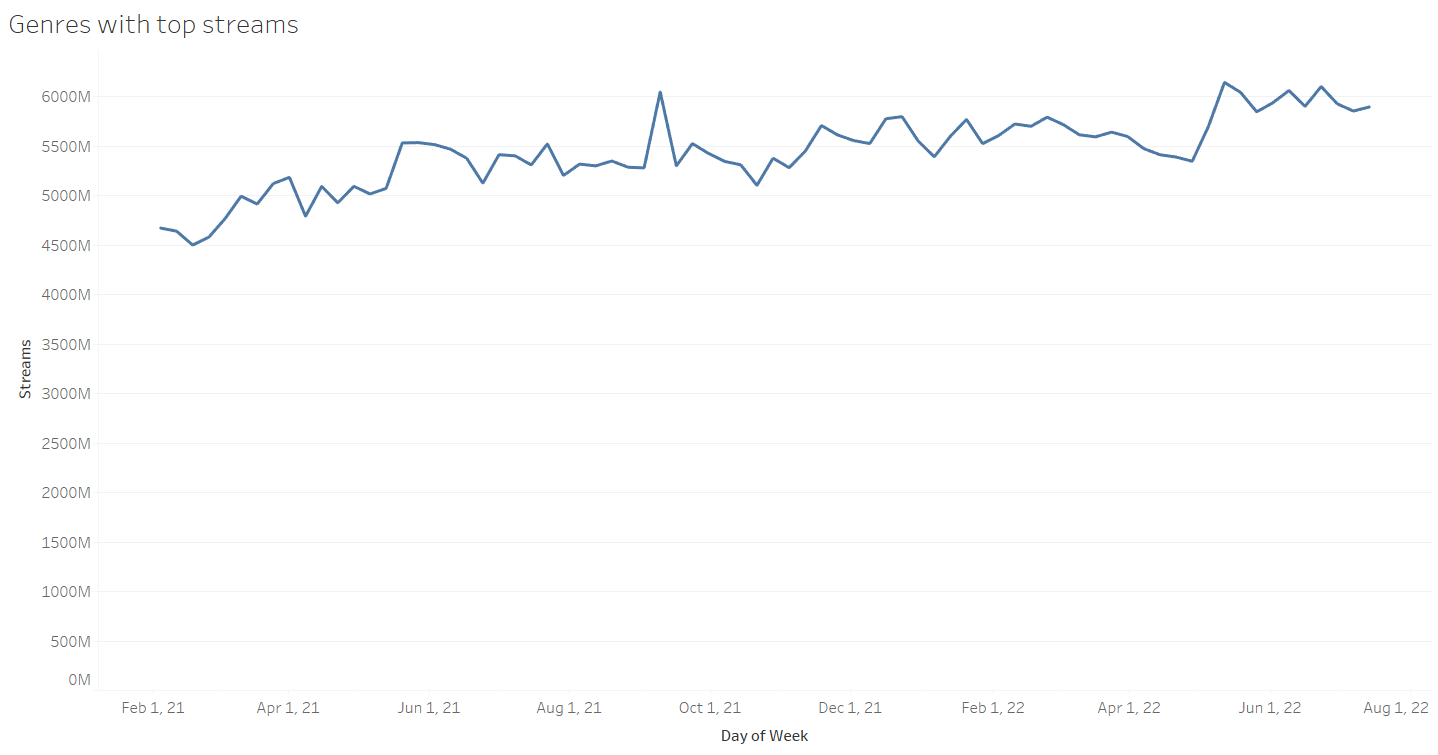 Genres with top streams
6000M
5500M
5000M
4500M
4000M
3500M
3000M
2500M
2000M
1500M
1000M
500M
0M
Streams
Feb 1, 21 Apr 1, 21 Jun 1, 21 Aug 1, 21 Oct 1, 21 Dec 1, 21 Feb 1, 22 Apr 1, 22 Jun 1, 22 Aug 1, 22
Day of Week